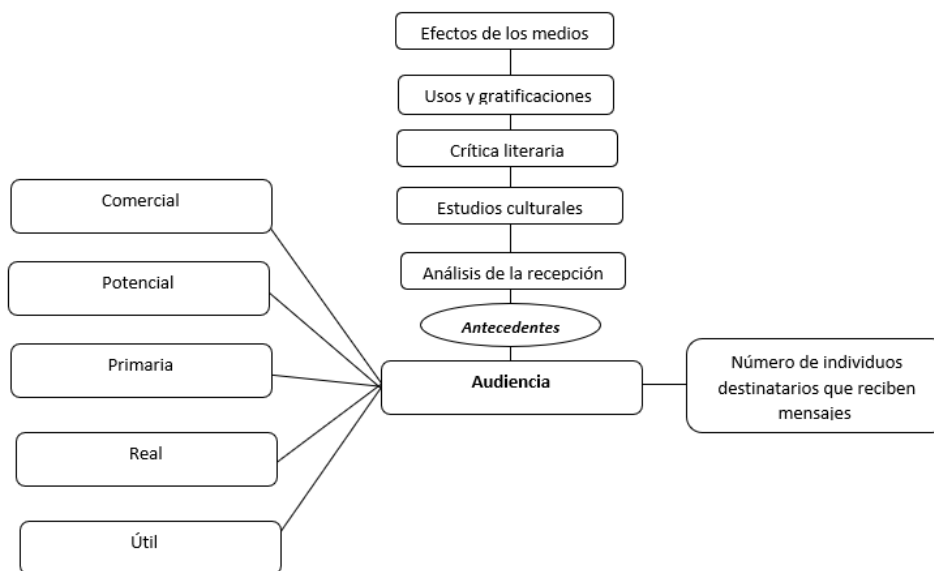 Efectos de los medios
Usos y gratificaciones
Crítica literaria
Estudios culturales
Análisis de la recepción
Antecedentes
Audiencia
Comercial
Potencial
Primaria
Real
Útil
Número de individuos
destinatarios que reciben
mensajes